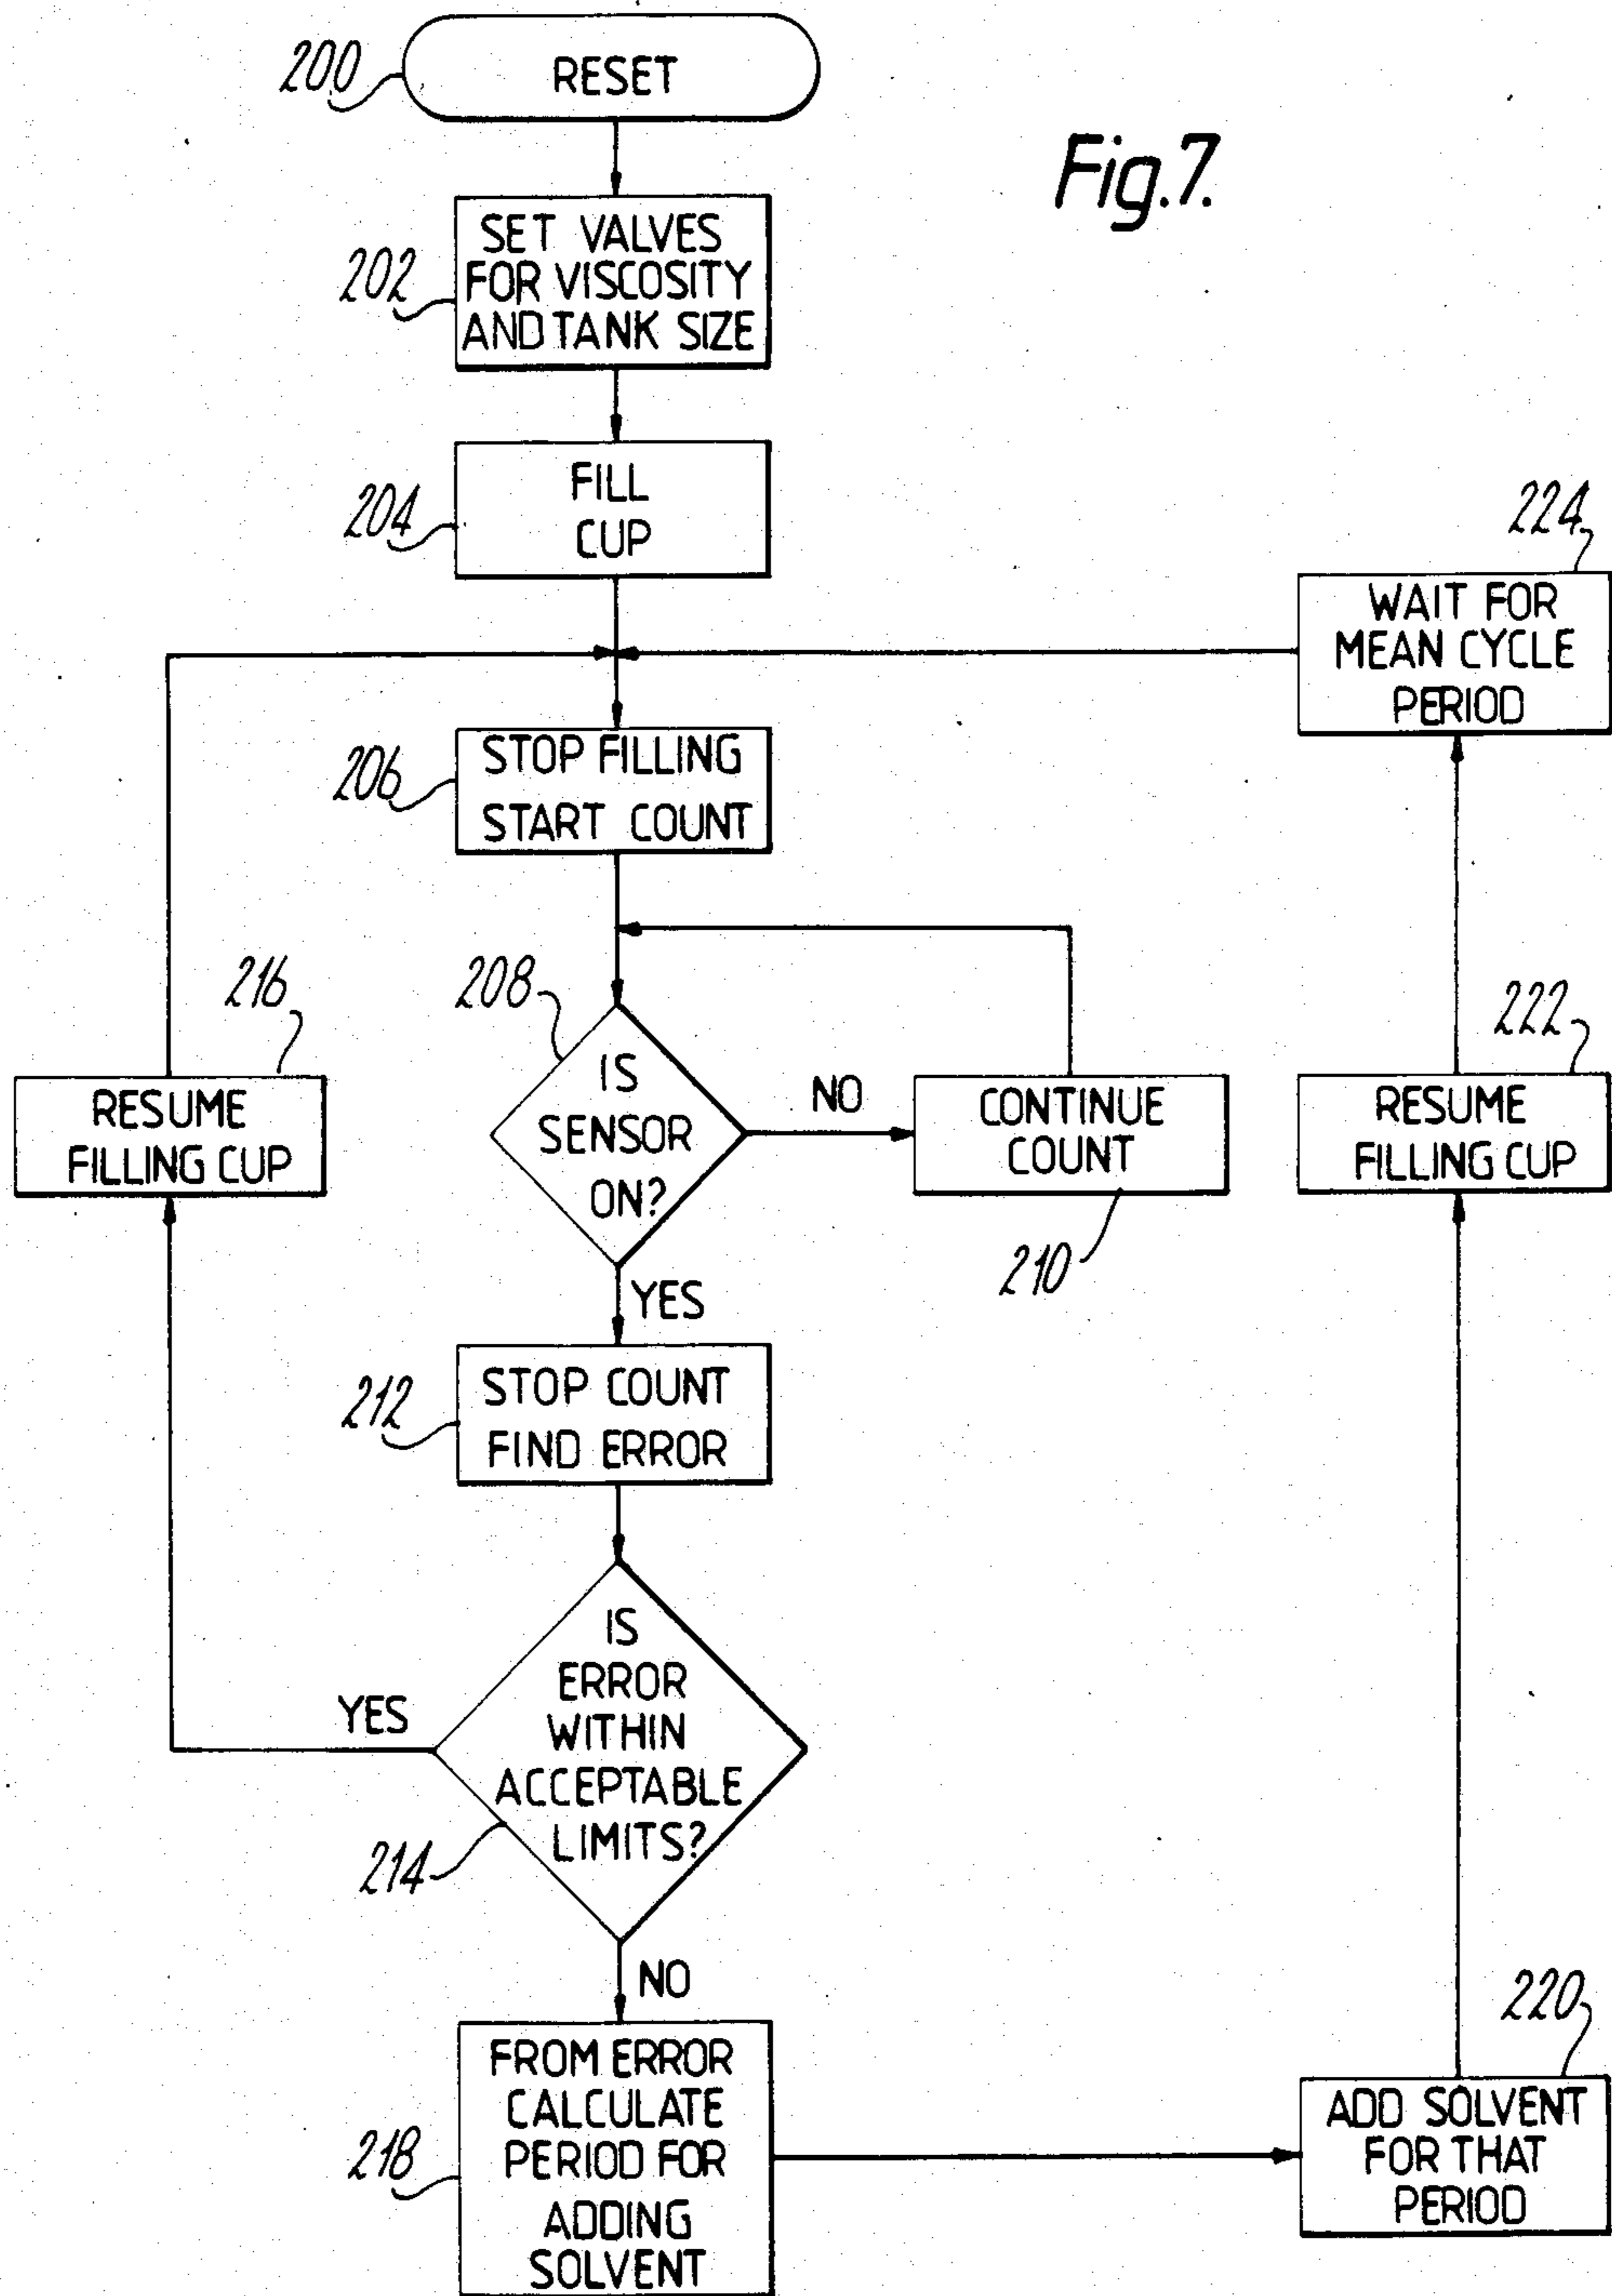 200
RESET
Fig.7.
202
SET VALVES
FOR VISCOSITY
AND TANK SIZE
204
FILL
CUP
224
WAIT FOR
MEAN CYCLE
PERIOD
206
STOP FILLING
START COUNT
216
RESUME
FILLING CUP
208
IS
SENSOR
ON?
NO
CONTINUE
COUNT
210
222
RESUME
FILLING CUP
YES
212
STOP COUNT
FIND ERROR
YES
IS
ERROR
WITHIN
ACCEPTABLE
LIMITS?
214
NO
218
FROM ERROR
CALCULATE
PERIOD FOR
ADDING
SOLVENT
220
ADD SOLVENT
FOR THAT
PERIOD